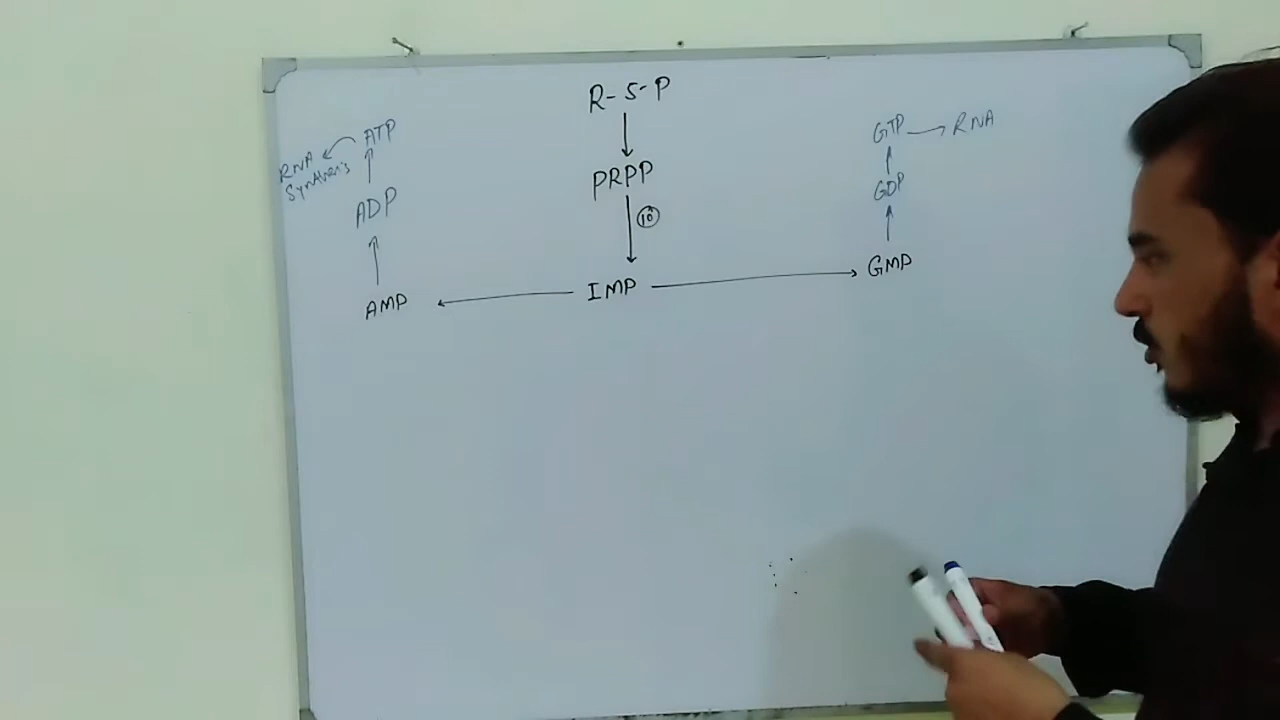 R-5-P
PRPP
10
IMP
AMP
ADP
ATP
RNA
Synthesis
GMP
GDP
GTP
RNA